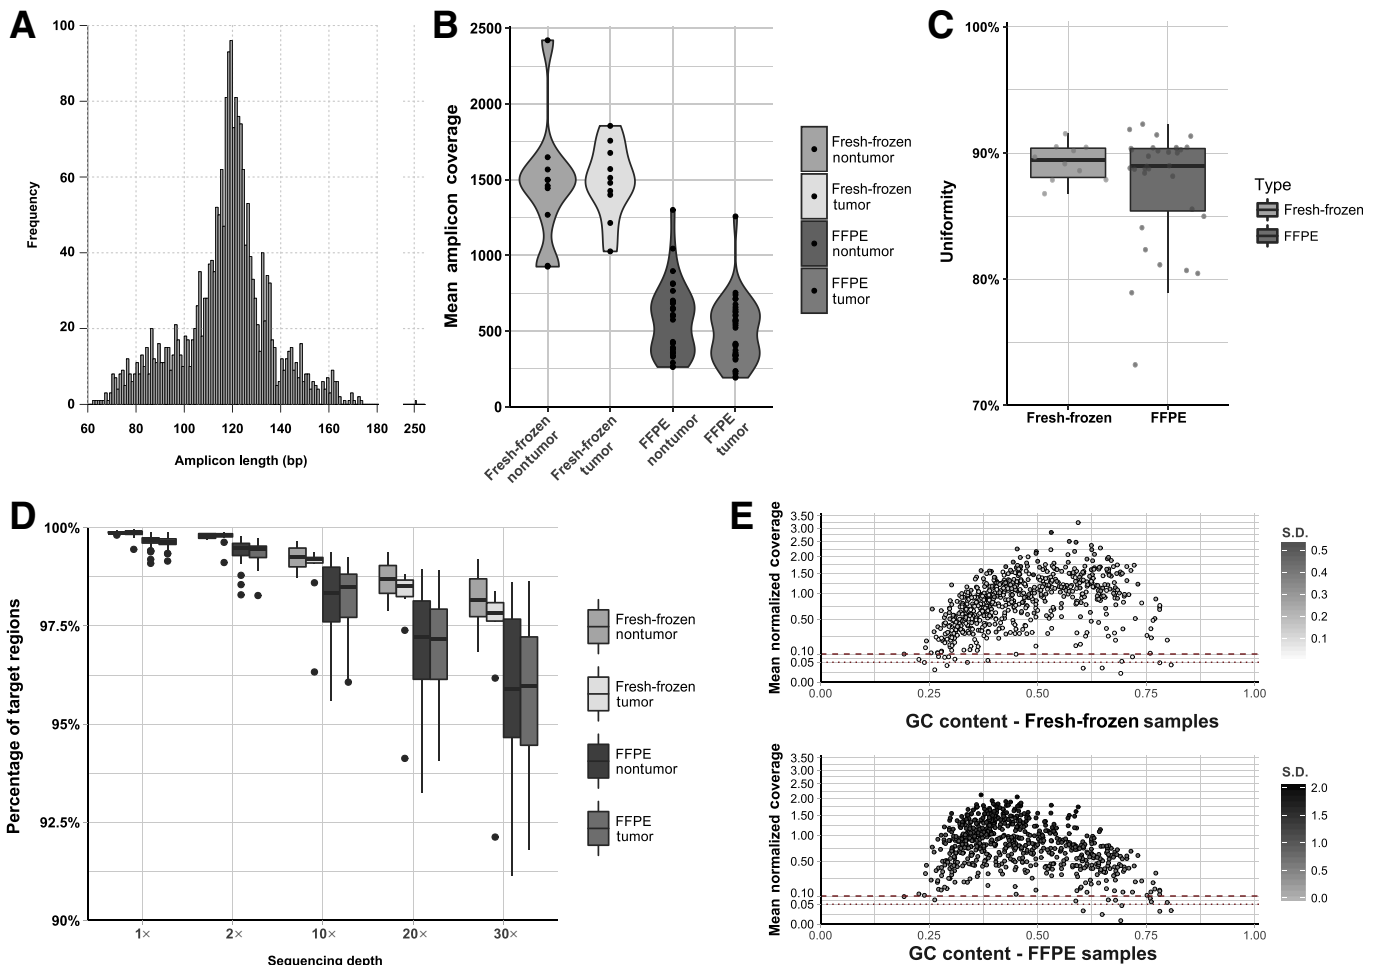 A
100
80
60
40
20
0
Frequency
60 80 100 120 140 160 180 250
Amplicon length (bp)
B
2500
2000
1500
1000
500
0
Mean amplicon coverage
Fresh-frozen
nontumor
Fresh-frozen
tumor
FFPE
nontumor
FFPE
tumor
Fresh-frozen
nontumor
Fresh-frozen
tumor
FFPE
nontumor
FFPE
tumor
C
100%
90%
80%
70%
Uniformity
Fresh-frozen FFPE
Type
Fresh-frozen
FFPE
D
100%
97.5%
95%
92.5%
90%
Percentage of target regions
1× 2× 10× 20× 30×
Sequencing depth
Fresh-frozen
nontumor
Fresh-frozen
tumor
FFPE
nontumor
FFPE
tumor
E
3.50
3.00
2.50
2.00
1.50
1.00
0.50
0.10
0.05
0.00
Mean normalized coverage
0.00 0.25 0.50 0.75 1.00
GC content - Fresh-frozen samples
S.D.
0.5
0.4
0.3
0.2
0.1
3.50
3.00
2.50
2.00
1.50
1.00
0.50
0.10
0.05
0.00
Mean normalized coverage
0.00 0.25 0.50 0.75 1.00
GC content - FFPE samples
S.D.
2.0
1.5
1.0
0.5
0.0